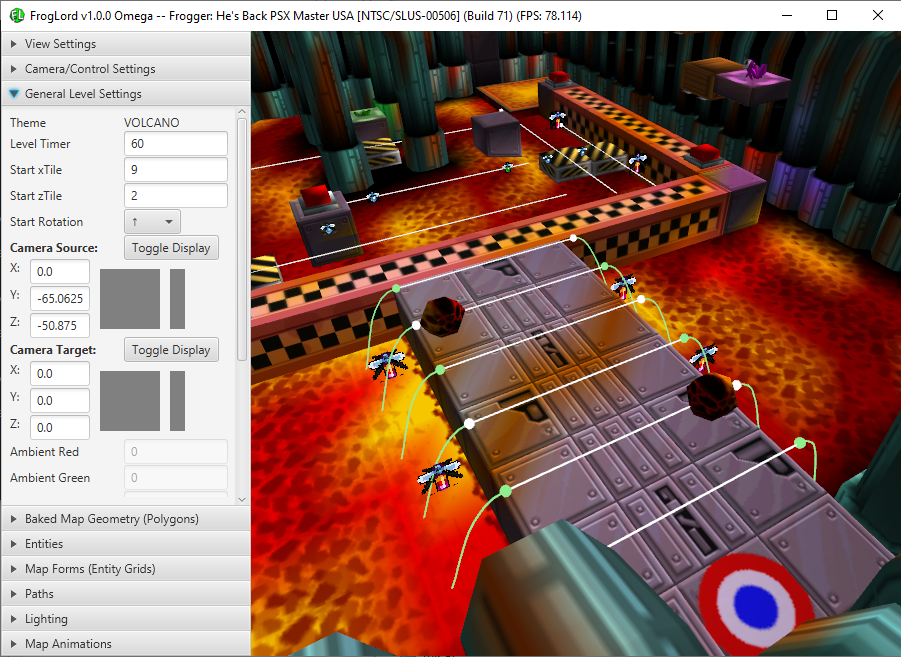 FrogLord v1.0.0 Omega -- Frogger: He's Back PSX Master USA [NTSC/SLUS-00506] (Build 71) (FPS: 78.114)
View Settings
Camera/Control Settings
General Level Settings
Theme VOLCANO
Level Timer 60
Start xTile 9
Start zTile 2
Start Rotation ↑
Camera Source: Toggle Display
X: 0.0
Y: -65.0625
Z: -50.875
Camera Target: Toggle Display
X: 0.0
Y: 0.0
Z: 0.0
Ambient Red 0
Ambient Green 0
Baked Map Geometry (Polygons)
Entities
Map Forms (Entity Grids)
Paths
Lighting
Map Animations